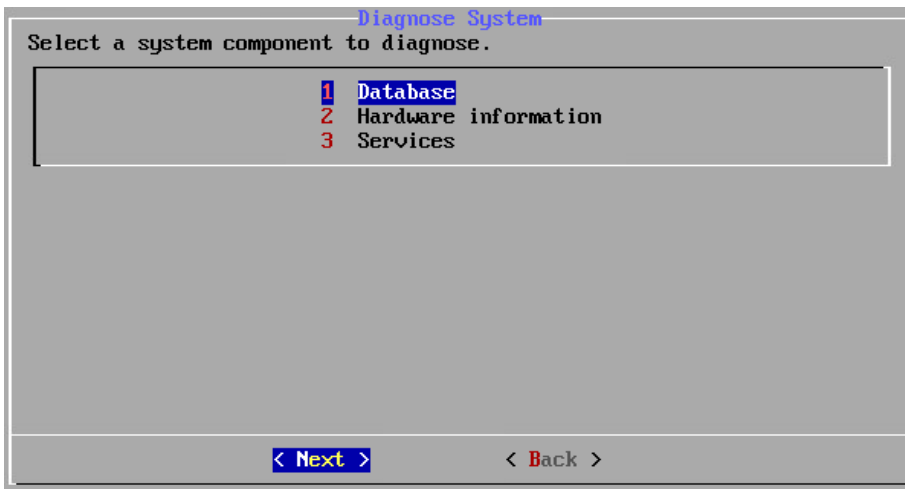 Diagnose System
Select a system component to diagnose.
1 Database
2 Hardware information
3 Services
< Next > < Back >